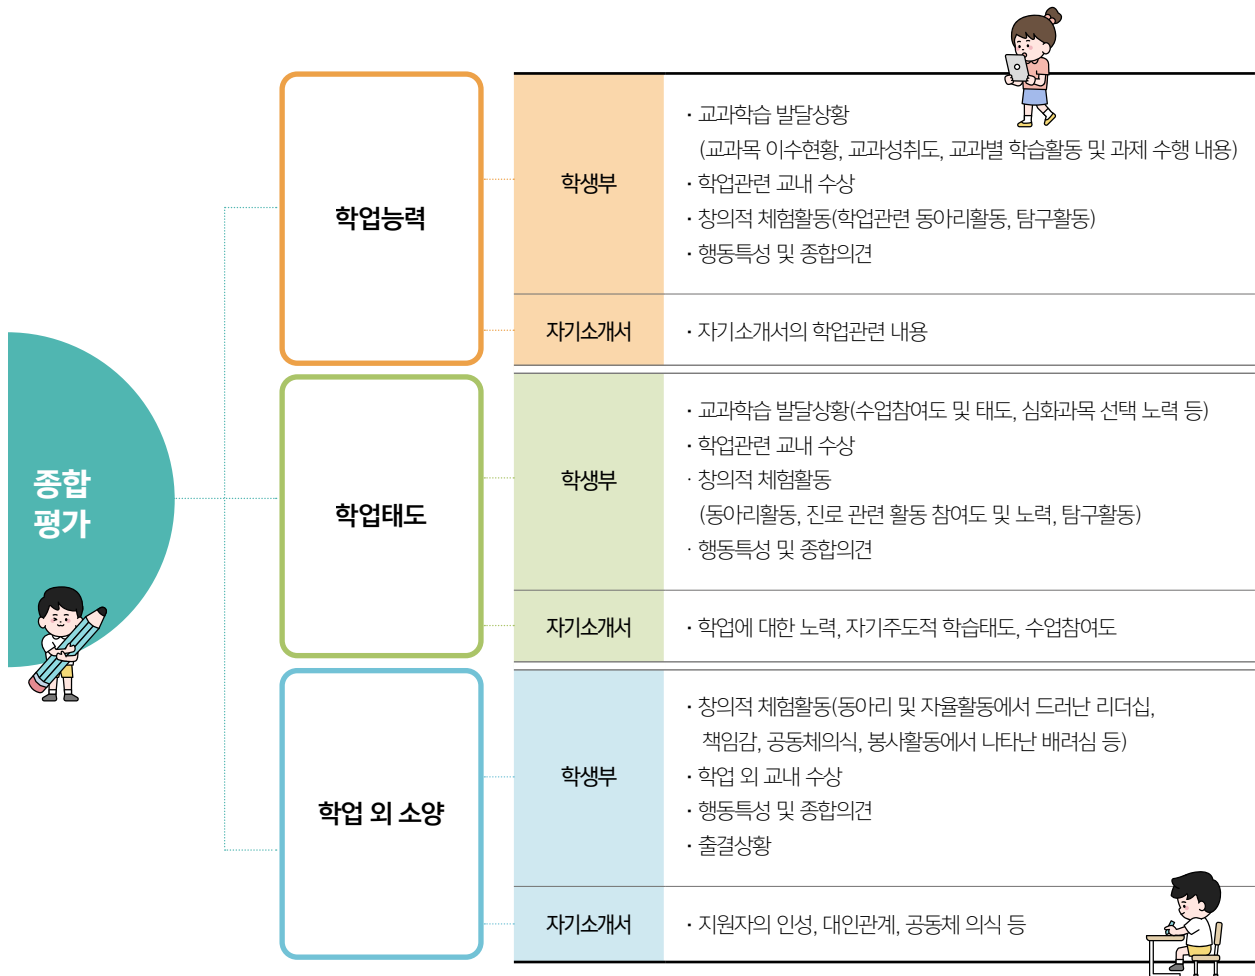 종합
평가
학업능력
학생부
· 교과학습 발달상황
(교과목 이수현황, 교과성취도, 교과별 학습활동 및 과제 수행 내용)
· 학업관련 교내 수상
· 창의적 체험활동(학업관련 동아리활동, 탐구활동)
· 행동특성 및 종합의견
자기소개서
· 자기소개서의 학업관련 내용
학업태도
학생부
· 교과학습 발달상황(수업참여도 및 태도, 심화과목 선택 노력 등)
· 학업관련 교내 수상
· 창의적 체험활동
(동아리활동, 진로 관련 활동 참여도 및 노력, 탐구활동)
· 행동특성 및 종합의견
자기소개서
· 학업에 대한 노력, 자기주도적 학습태도, 수업참여도
학업 외 소양
학생부
· 창의적 체험활동(동아리 및 자율활동에서 드러난 리더십,
책임감, 공동체의식, 봉사활동에서 나타난 배려심 등)
· 학업 외 교내 수상
· 행동특성 및 종합의견
· 출결상황
자기소개서
· 지원자의 인성, 대인관계, 공동체 의식 등